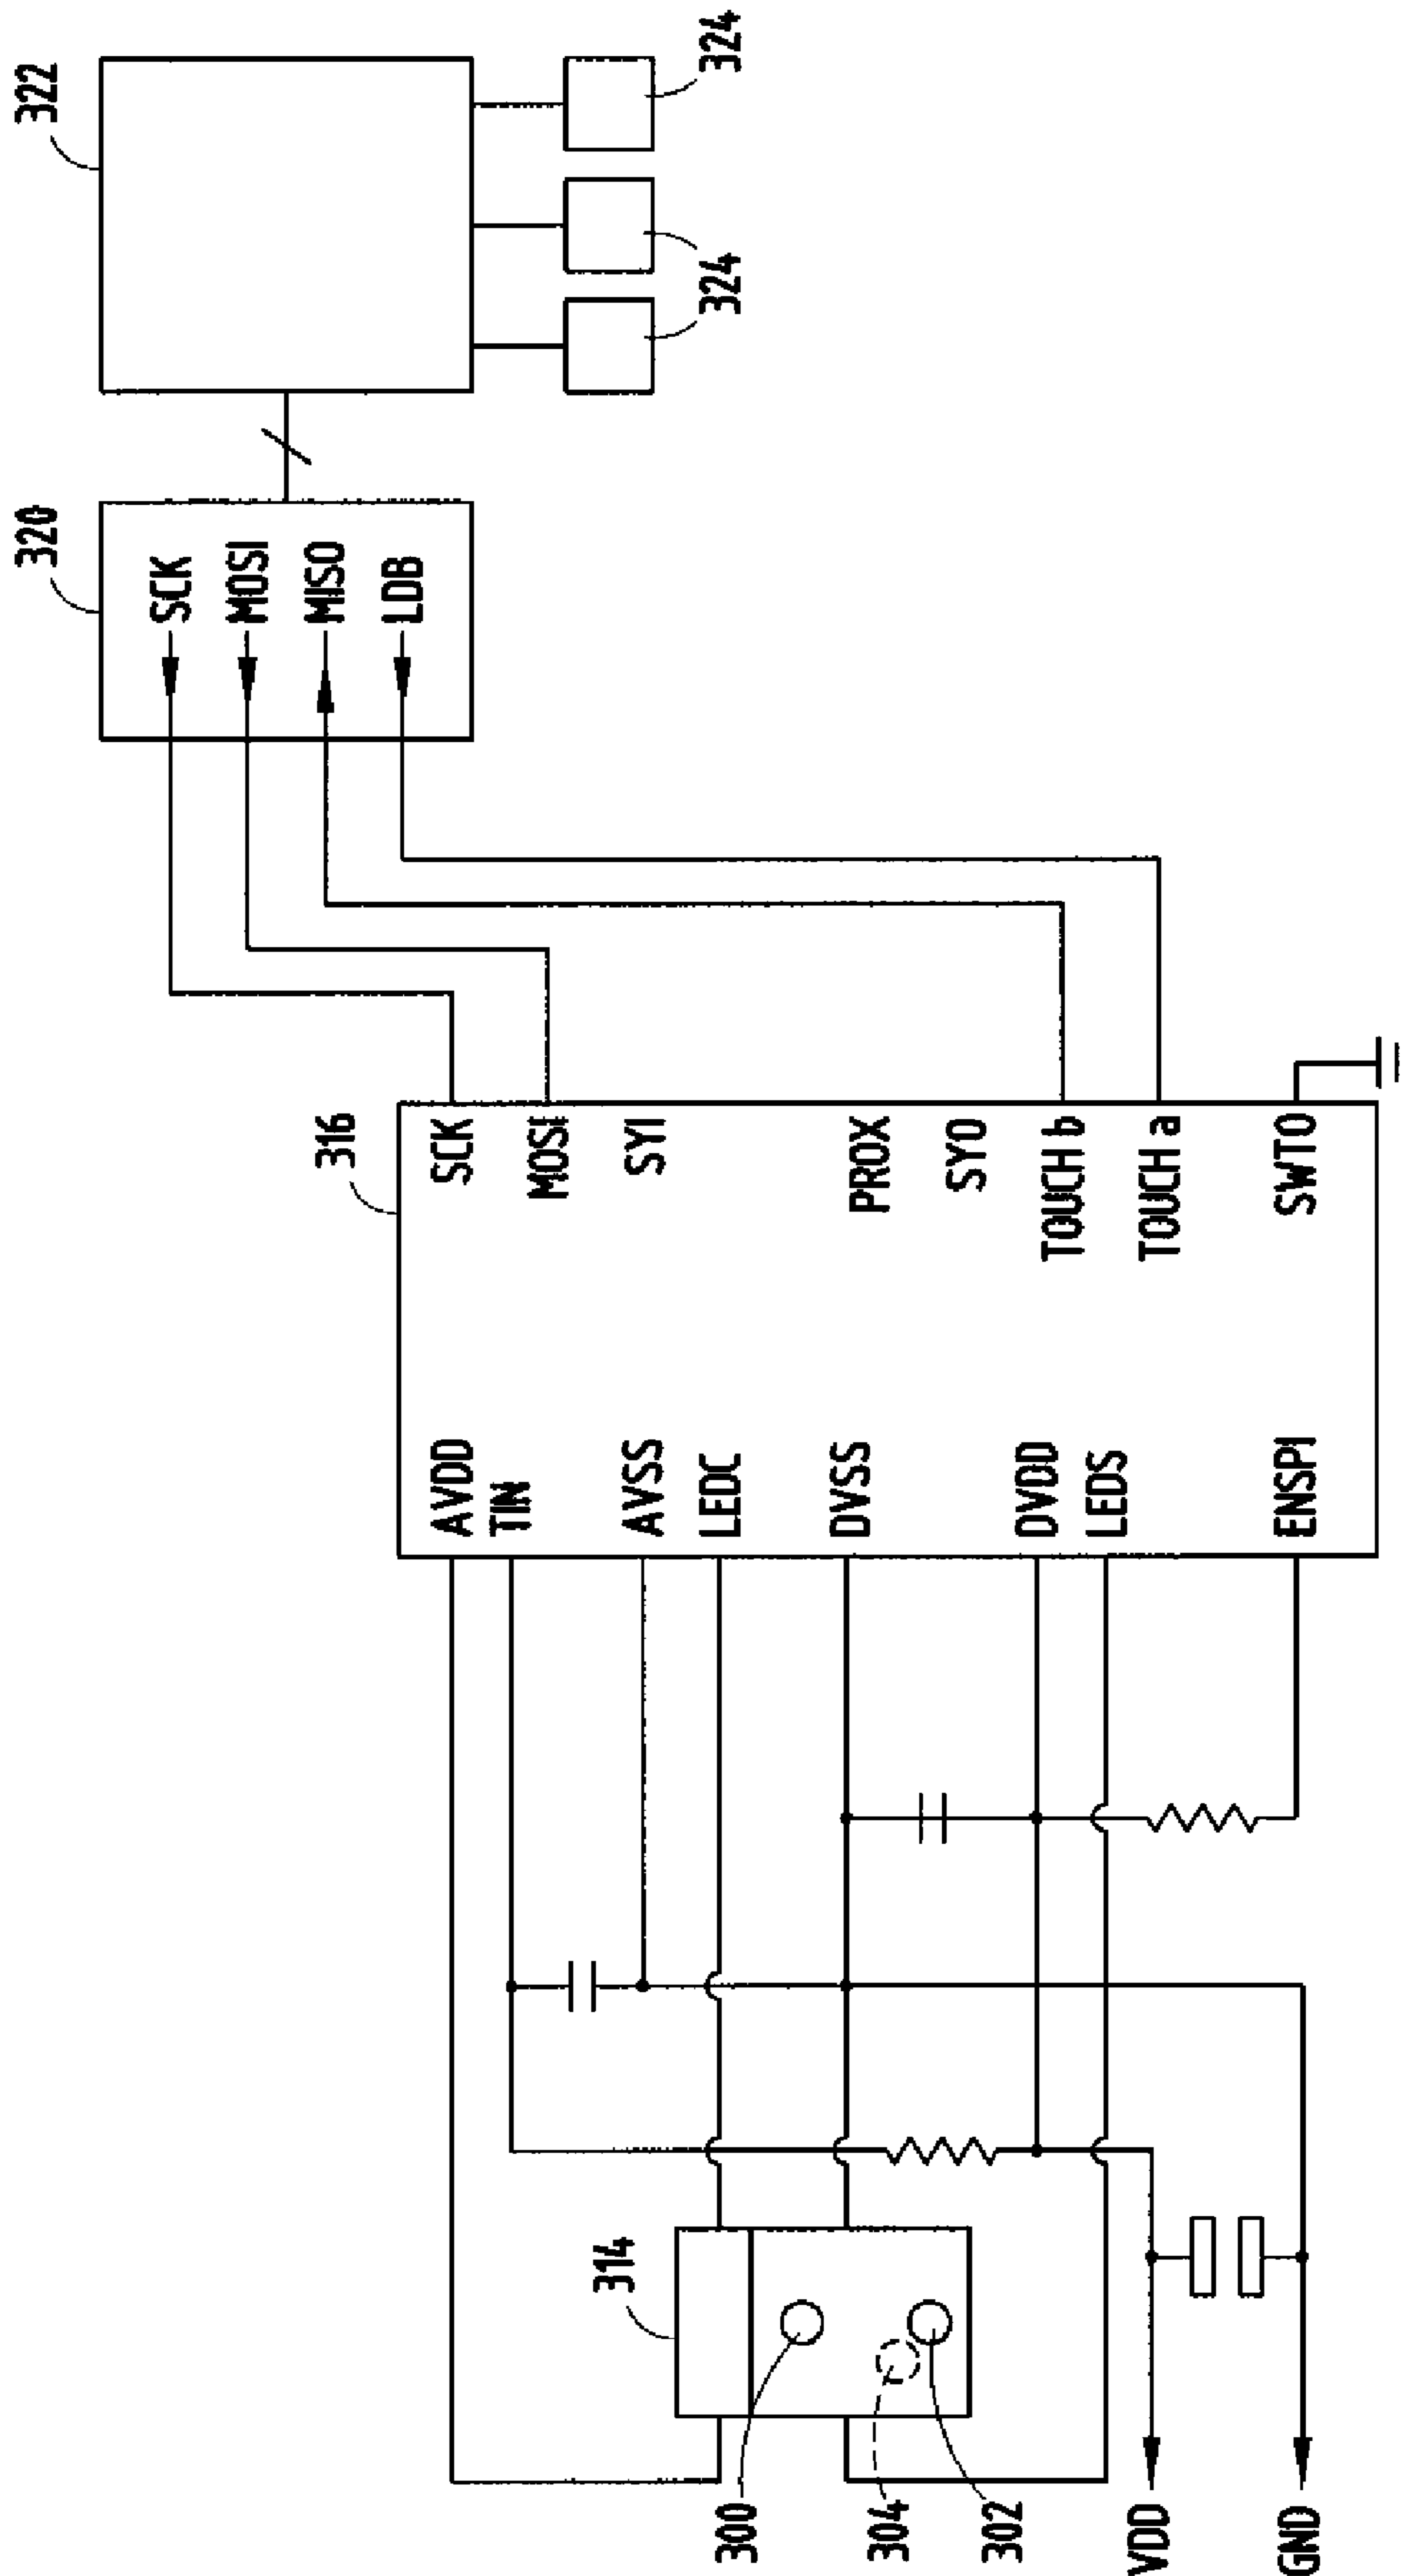 322
324
324
320
SCK
MOSI
MISO
LDB
316
SCK
MOSI
SYI
PROX
SYO
TOUCH b
TOUCH a
SWTO
AVDD
TIN
AVSS
LEDC
DVSS
DVDD
LEDS
ENSPI
314
300
304
302
VDD
GND